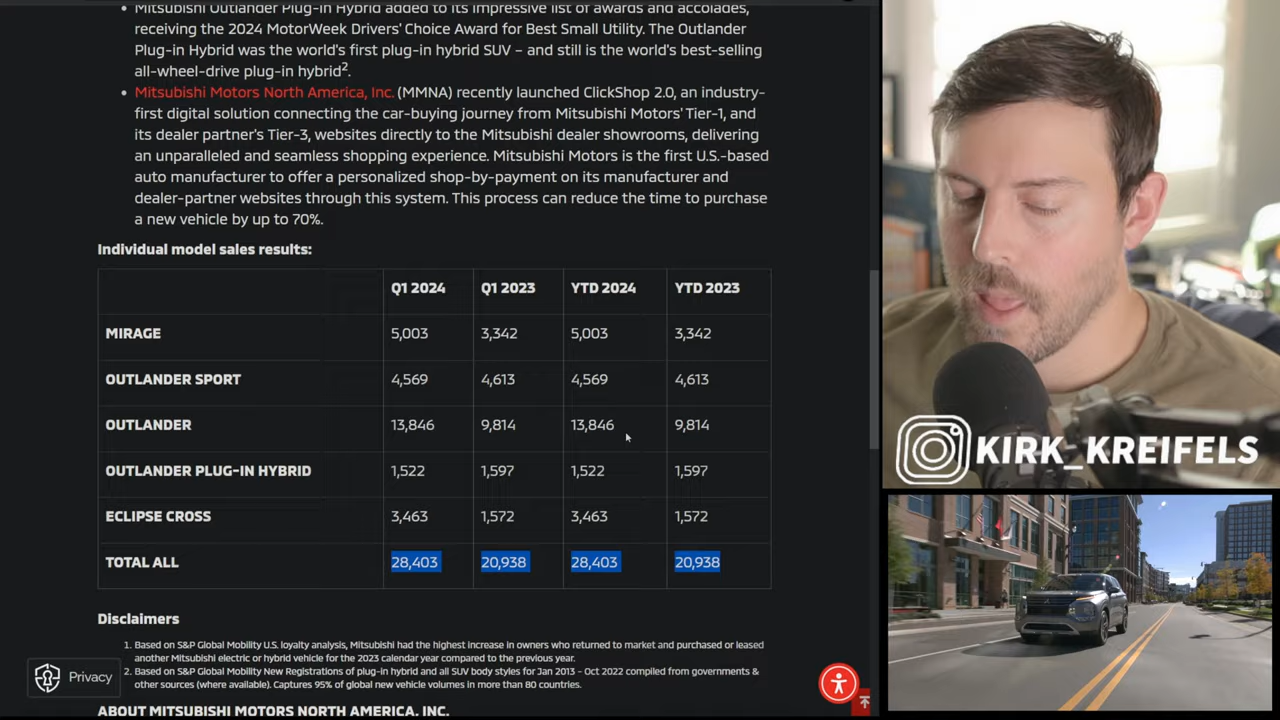 Mitsubishi Outlander Plug-in Hybrid added to its impressive list of awards and accolades,
receiving the 2024 MotorWeek Drivers' Choice Award for Best Small Utility. The Outlander
Plug-in Hybrid was the world's first plug-in hybrid SUV – and still is the world's best-selling
all-wheel-drive plug-in hybrid2.
Mitsubishi Motors North America, Inc. (MMNA) recently launched ClickShop 2.0, an industry-
first digital solution connecting the car-buying journey from Mitsubishi Motors' Tier-1, and
its dealer partner's Tier-3, websites directly to the Mitsubishi dealer showrooms, delivering
an unparalleled and seamless shopping experience. Mitsubishi Motors is the first U.S.-based
auto manufacturer to offer a personalized shop-by-payment on its manufacturer and
dealer-partner websites through this system. This process can reduce the time to purchase
a new vehicle by up to 70%.
Individual model sales results:
Q1 2024 Q1 2023 YTD 2024 YTD 2023
MIRAGE 5,003 3,342 5,003 3,342
OUTLANDER SPORT 4,569 4,613 4,569 4,613
OUTLANDER 13,846 9,814 13,846 9,814
OUTLANDER PLUG-IN HYBRID 1,522 1,597 1,522 1,597
ECLIPSE CROSS 3,463 1,572 3,463 1,572
TOTAL ALL 28,403 20,938 28,403 20,938
Disclaimers
1. Based on S&P Global Mobility U.S. loyalty analysis, Mitsubishi had the highest increase in owners who returned to market and purchased or leased
another Mitsubishi electric or hybrid vehicle for the 2023 calendar year compared to the previous year.
2. Based on S&P Global Mobility New Registrations of plug-in hybrid and all SUV body styles for Jan 2013 – Oct 2022 compiled from governments &
other sources (where available). Captures 95% of global new vehicle volumes in more than 80 countries.
ABOUT MITSUBISHI MOTORS NORTH AMERICA, INC.
Privacy
KIRK_KREIFELS